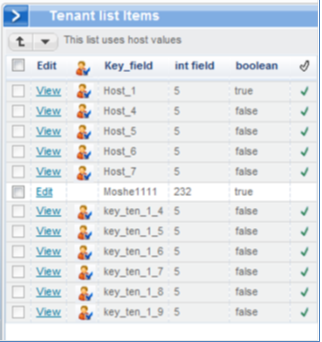 Tenant list Items
This list uses host values
Edit Key_field int field boolean
View Host_1 5 true
View Host_4 5 false
View Host_5 5 false
View Host_6 5 false
View Host_7 5 false
Edit Moshe1111 232 true
View key_ten_1_4 5 false
View key_ten_1_5 5 false
View key_ten_1_6 5 false
View key_ten_1_7 5 false
View key_ten_1_8 5 false
View key_ten_1_9 5 false